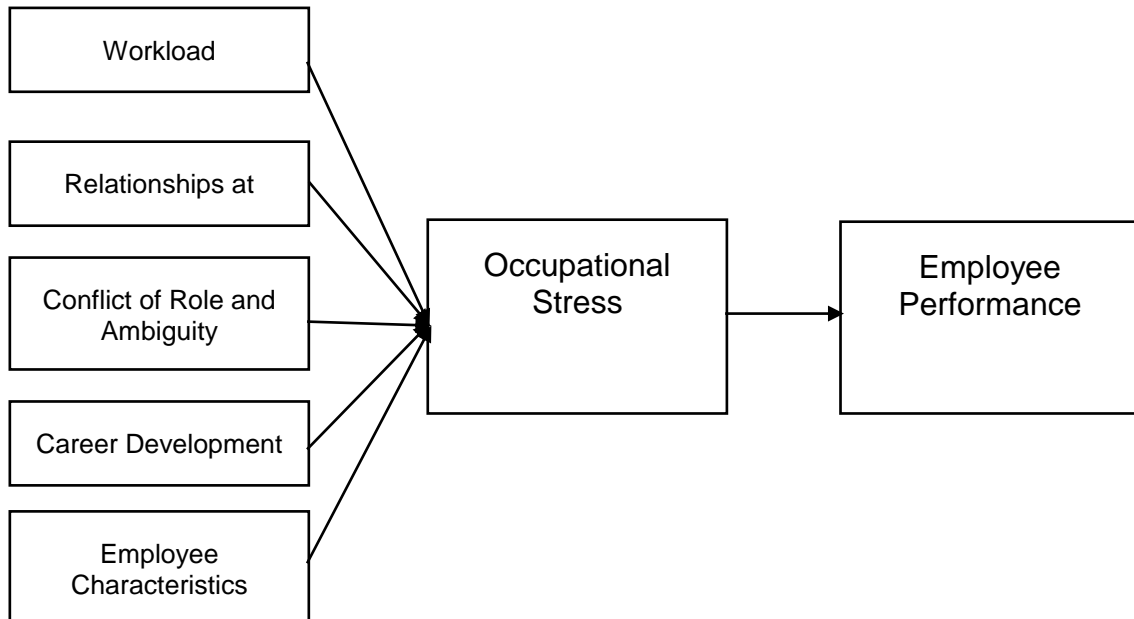 Workload
Relationships at
Conflict of Role and
Ambiguity
Career Development
Employee
Characteristics
Occupational
Stress
Employee
Performance